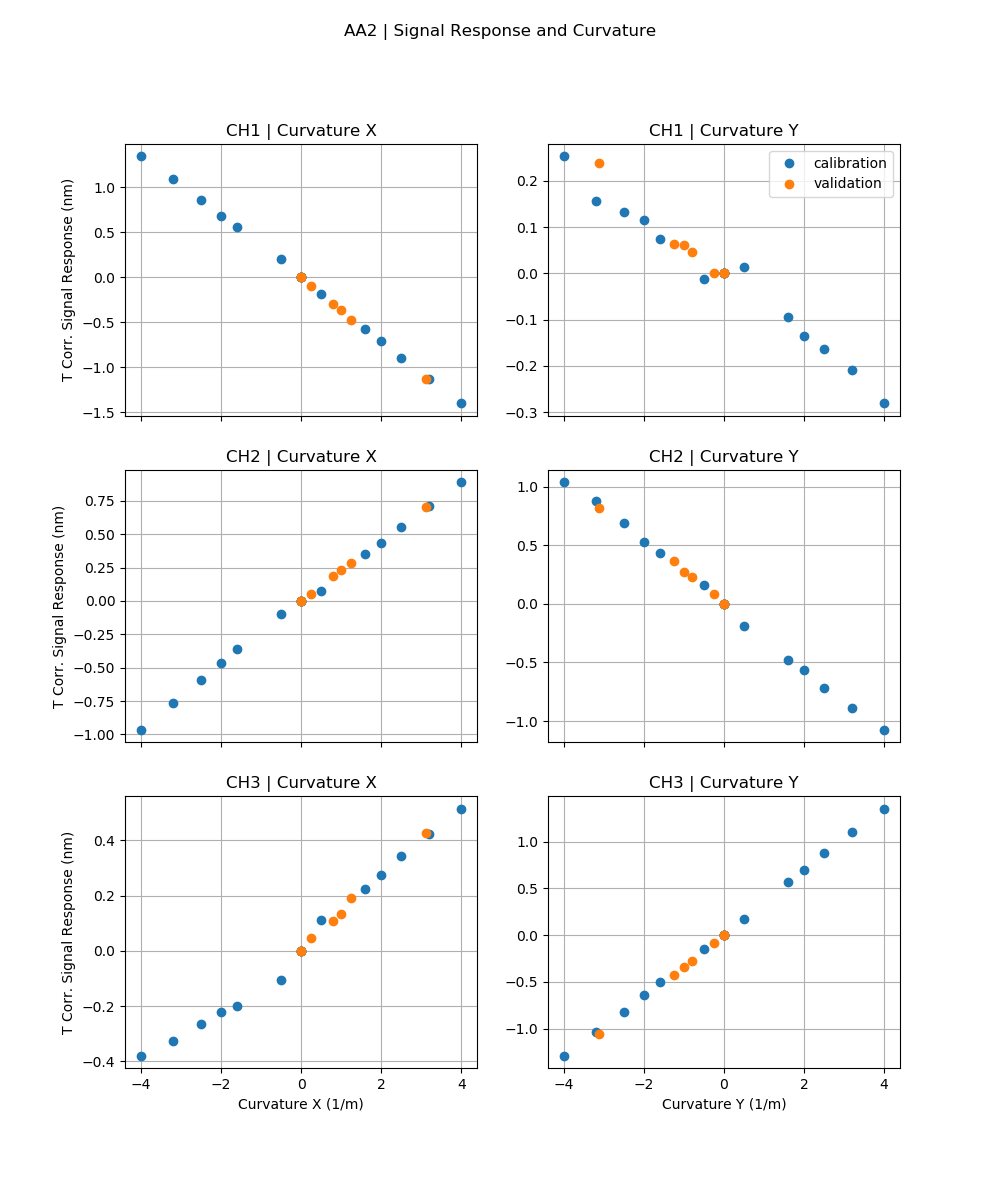 AA2 | Signal Response and Curvature
CH1 | Curvature X
T Corr. Signal Response (nm)
1.0
0.5
0.0
−0.5
−1.0
−1.5
CH1 | Curvature Y
calibration
validation
0.2
0.1
0.0
−0.1
−0.2
−0.3
CH2 | Curvature X
T Corr. Signal Response (nm)
0.75
0.50
0.25
0.00
−0.25
−0.50
−0.75
−1.00
CH2 | Curvature Y
1.0
0.5
0.0
−0.5
−1.0
CH3 | Curvature X
T Corr. Signal Response (nm)
0.4
0.2
0.0
−0.2
−0.4
−4 −2 0 2 4
Curvature X (1/m)
CH3 | Curvature Y
1.0
0.5
0.0
−0.5
−1.0
−4 −2 0 2 4
Curvature Y (1/m)